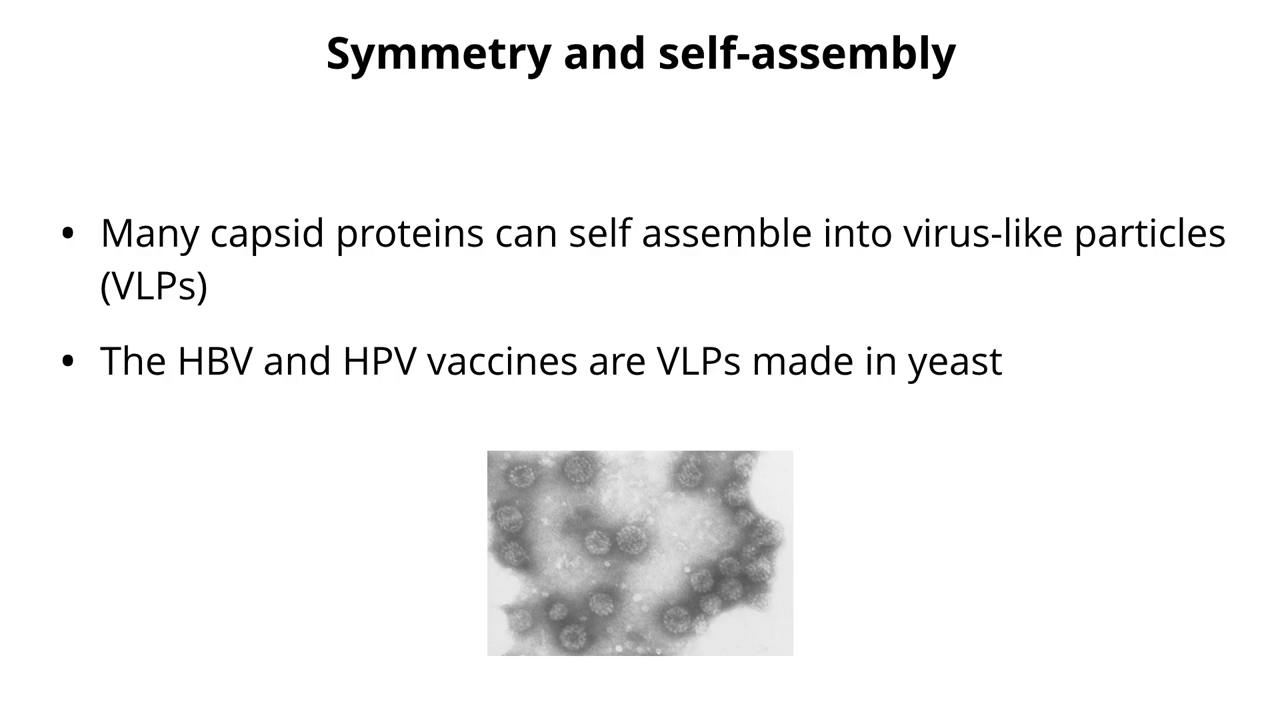 Symmetry and self-assembly
• Many capsid proteins can self assemble into virus-like particles
(VLPs)
• The HBV and HPV vaccines are VLPs made in yeast